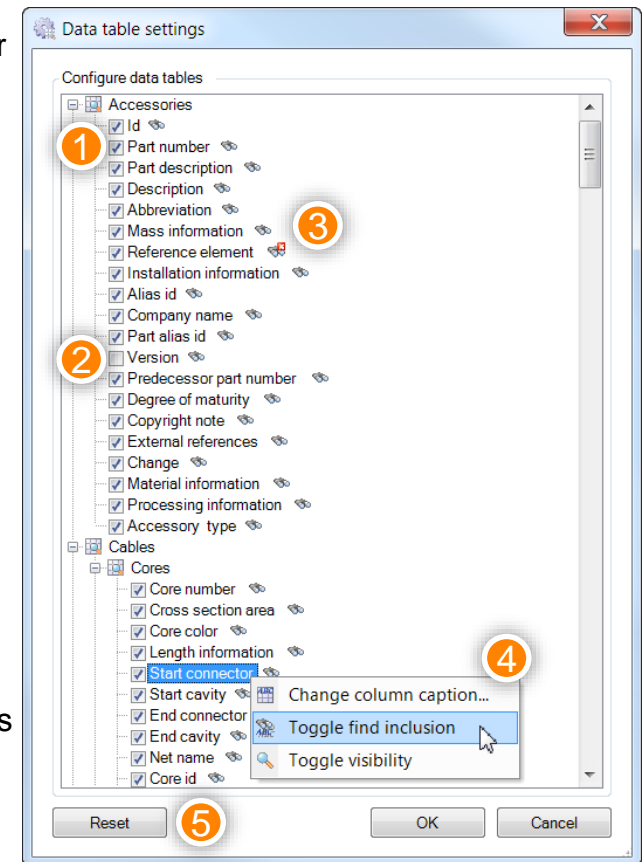 r
Data table settings
Configure data tables
Accessories
Id
1
Part number
Part description
Description
Abbreviation
Mass information
3
Reference element
Installation information
Alias id
Company name
Part alias id
2
Version
Predecessor part number
Degree of maturity
Copyright note
External references
Change
Material information
Processing information
Accessory type
Cables
Cores
Core number
Cross section area
Core color
Length information
4
Start connector
Start cavity
Change column caption...
End connector
Toggle find inclusion
s
End cavity
Net name
Toggle visibility
Core id
Reset
5
OK
Cancel